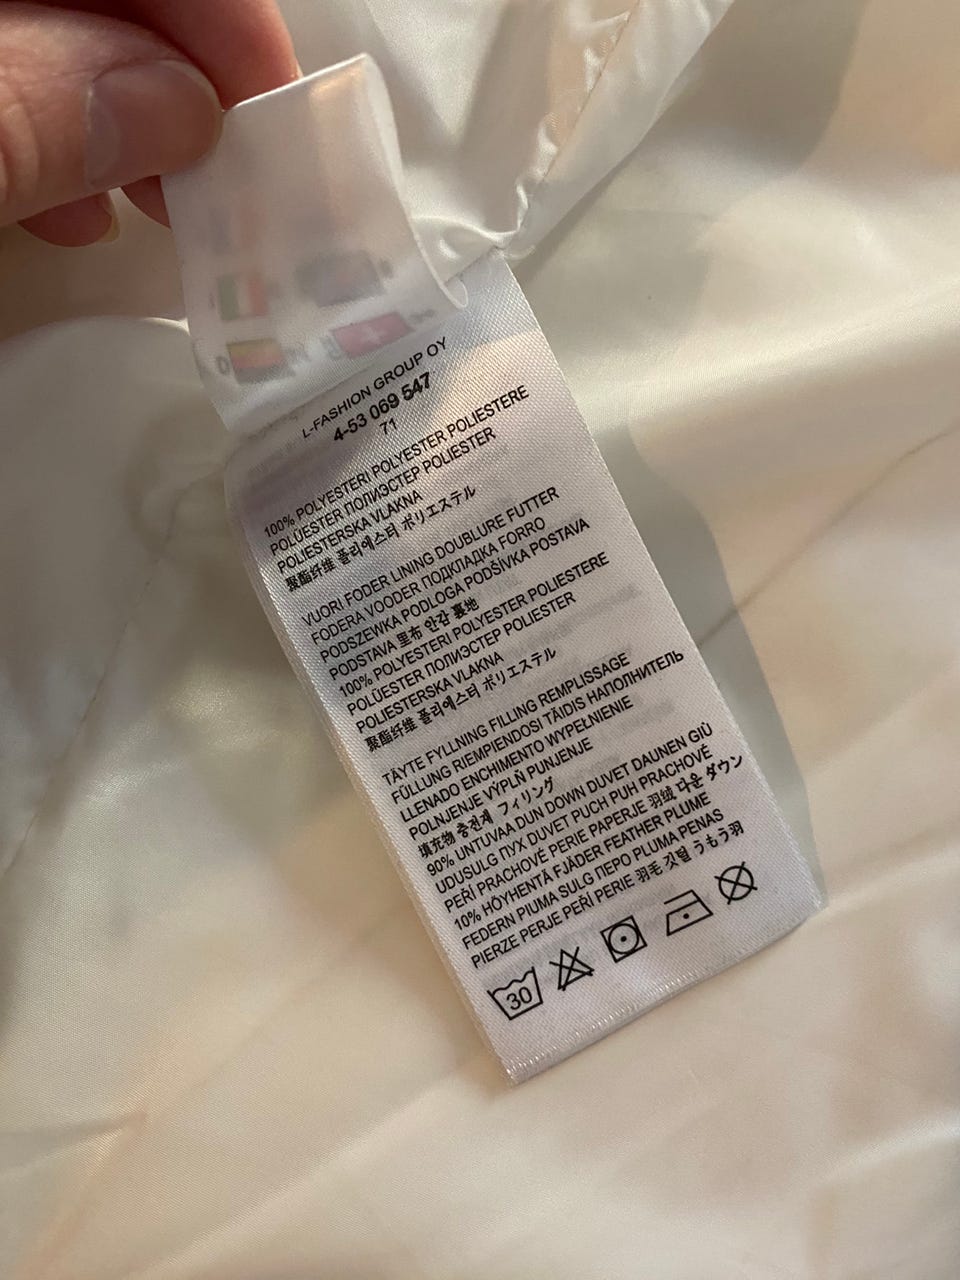 L-FASHION GROUP OY
4-53 069 547
71
100% POLYESTERI POLYESTER POLIESTERE
POLÜESTER ПОЛИЭСТЕР POLIESTER
POLIESTERSKA VLAKNA
聚酯纤维 폴리에스터 ポリエステル
VUORI FODER LINING DOUBLURE FUTTER
FODERA VOODER ПОДКЛАДКА FORRO
PODSZEWKA PODLOGA PODŠÍVKA POSTAVA
PODSTAVA 里布 안감 裏地
100% POLYESTERI POLYESTER POLIESTERE
POLÜESTER ПОЛИЭСТЕР POLIESTER
POLIESTERSKA VLAKNA
聚酯纤维 폴리에스터 ポリエステル
TÄYTE FYLLNING FILLING REMPLISSAGE
FÜLLUNG RIEMPIENDOSI TÄIDIS НАПОЛНИТЕЛЬ
LLENADO ENCHIMENTO WYPEŁNIENIE
POLNJENJE VÝPLŇ PUNJENJE
填充物 충전재 フィリング
90% UNTUVAA DUN DOWN DUVET DAUNEN GIÙ
UDUSULG ПУХ DUVET PUCH PUH PRACHOVÉ
PEŘÍ PRACHOVÉ PERIE PAPERJE 羽绒 다운 ダウン
10% HÖYHENTÄ FJÄDER FEATHER PLUME
FEDERN PIUMA SULG ПЕРО PLUMA PENAS
PIERZE PERJE PEŘÍ PERIE 羽毛 깃털 うもう羽
30